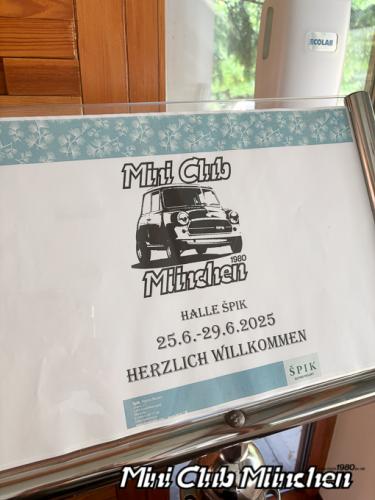 ECOLAB
Mini Club
1980
München
HALLE ŠPIK
25.6.-29.6.2025
HERZLICH WILLKOMMEN
ŠPIK
1980
Mini Club München